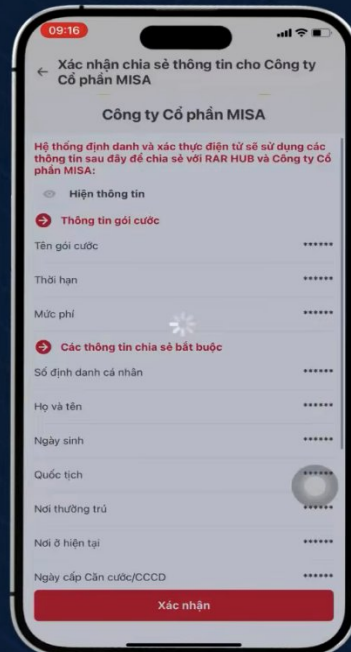 09:16
Xác nhận chia sẻ thông tin cho Công ty
Cổ phần MISA
Công ty Cổ phần MISA
Hệ thống định danh và xác thực điện tử sẽ sử dụng các
thông tin sau đây để chia sẻ với RAR HUB và Công ty Cổ
phần MISA:
Hiện thông tin
Thông tin gói cước
Tên gói cước ******
Thời hạn ******
Mức phí ******
Các thông tin chia sẻ bắt buộc
Số định danh cá nhân ******
Họ và tên ******
Ngày sinh ******
Quốc tịch ******
Nơi thường trú ******
Nơi ở hiện tại ******
Ngày cấp Căn cước/CCCD ******
Xác nhận